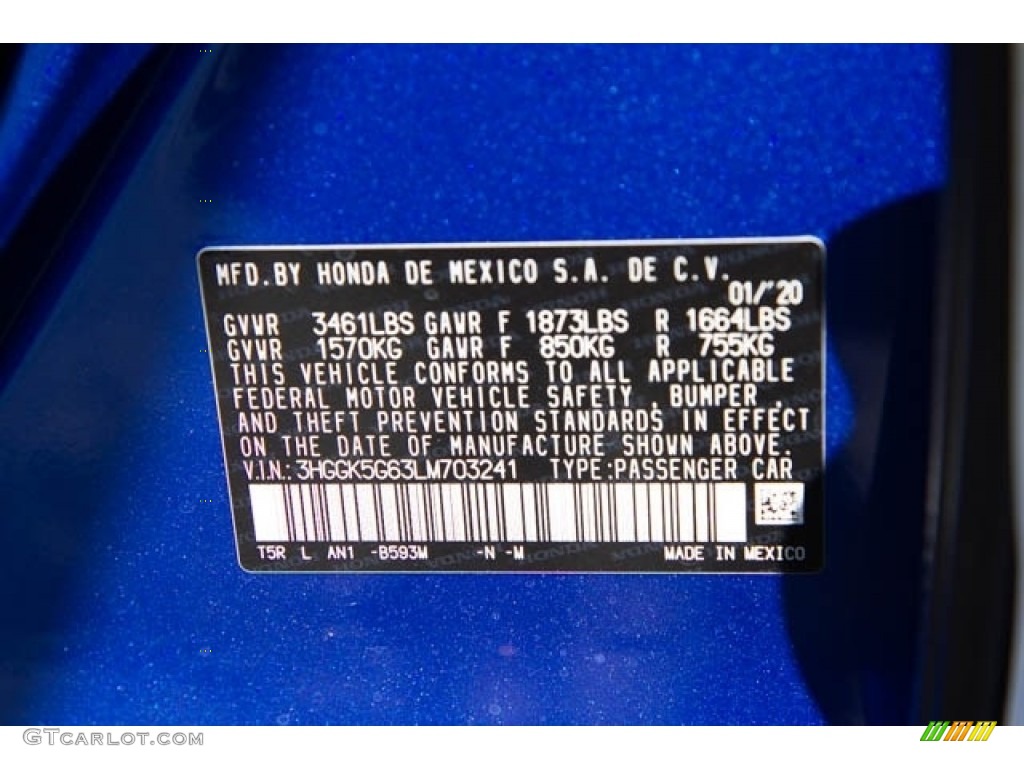 MFD. BY HONDA DE MEXICO S.A. DE C.V.
01/'20
GVWR 3461LBS GAWR F 1873LBS R 1664LBS
GVWR 1570KG GAWR F 850KG R 755KG
THIS VEHICLE CONFORMS TO ALL APPLICABLE
FEDERAL MOTOR VEHICLE SAFETY , BUMPER ,
AND THEFT PREVENTION STANDARDS IN EFFECT
ON THE DATE OF MANUFACTURE SHOWN ABOVE.
V.I.N.: 3HGGK5G63LM703241 TYPE:PASSENGER CAR
T5R L AN1 -B593M -N -M MADE IN MEXICO
GTcarlot.com